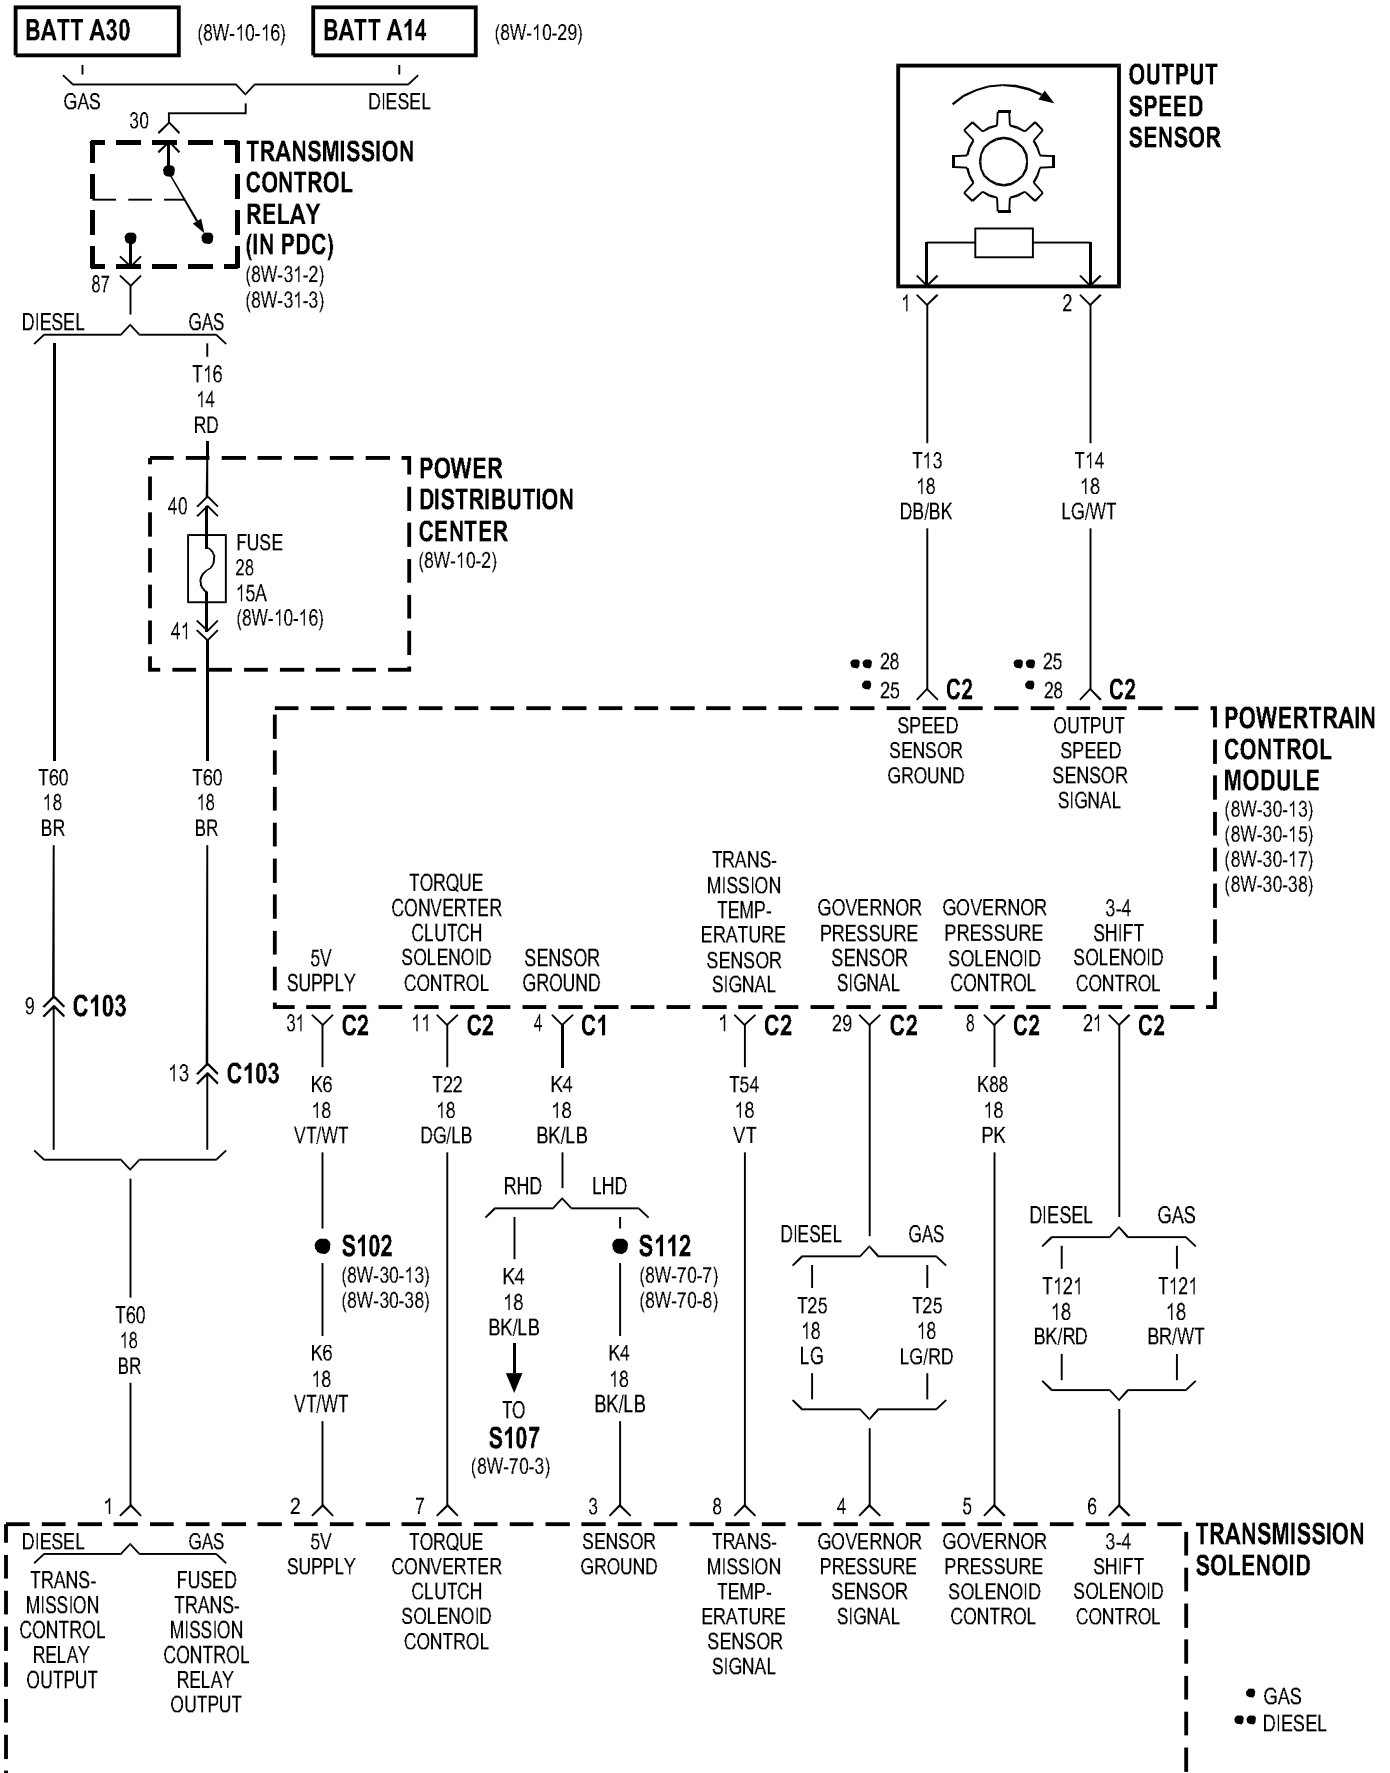 BATT A30
(8W-10-16)
BATT A14
(8W-10-29)
GAS
DIESEL
30
TRANSMISSION
CONTROL
RELAY
(IN PDC)
(8W-31-2)
(8W-31-3)
87
DIESEL
GAS
T16
14
RD
POWER
DISTRIBUTION
CENTER
(8W-10-2)
40
FUSE
28
15A
(8W-10-16)
41
OUTPUT
SPEED
SENSOR
1
2
T13
18
DB/BK
T14
18
LG/WT
28
25
C2
25
28
C2
POWERTRAIN
CONTROL
MODULE
(8W-30-13)
(8W-30-15)
(8W-30-17)
(8W-30-38)
SPEED
SENSOR
GROUND
OUTPUT
SPEED
SENSOR
SIGNAL
T60
18
BR
T60
18
BR
5V
SUPPLY
TORQUE
CONVERTER
CLUTCH
SOLENOID
CONTROL
SENSOR
GROUND
TRANS-
MISSION
TEMP-
ERATURE
SENSOR
SIGNAL
GOVERNOR
PRESSURE
SENSOR
SIGNAL
GOVERNOR
PRESSURE
SOLENOID
CONTROL
3-4
SHIFT
SOLENOID
CONTROL
9
C103
13
C103
31
C2
11
C2
4
C1
1
C2
29
C2
8
C2
21
C2
K6
18
VT/WT
T22
18
DG/LB
K4
18
BK/LB
T54
18
VT
K88
18
PK
RHD
LHD
S102
(8W-30-13)
(8W-30-38)
K4
18
BK/LB
S112
(8W-70-7)
(8W-70-8)
DIESEL
GAS
T25
18
LG
T25
18
LG/RD
DIESEL
GAS
T121
18
BK/RD
T121
18
BR/WT
T60
18
BR
K6
18
VT/WT
TO
S107
(8W-70-3)
K4
18
BK/LB
1
2
7
3
8
4
5
6
TRANSMISSION
SOLENOID
DIESEL
GAS
TRANS-
MISSION
CONTROL
RELAY
OUTPUT
FUSED
TRANS-
MISSION
CONTROL
RELAY
OUTPUT
5V
SUPPLY
TORQUE
CONVERTER
CLUTCH
SOLENOID
CONTROL
SENSOR
GROUND
TRANS-
MISSION
TEMP-
ERATURE
SENSOR
SIGNAL
GOVERNOR
PRESSURE
SENSOR
SIGNAL
GOVERNOR
PRESSURE
SOLENOID
CONTROL
3-4
SHIFT
SOLENOID
CONTROL
GAS
DIESEL